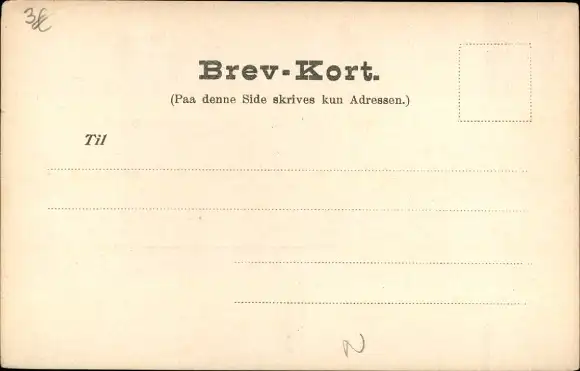 Brev-Kort.
(Paa denne Side skrives kun Adressen.)
Til
N